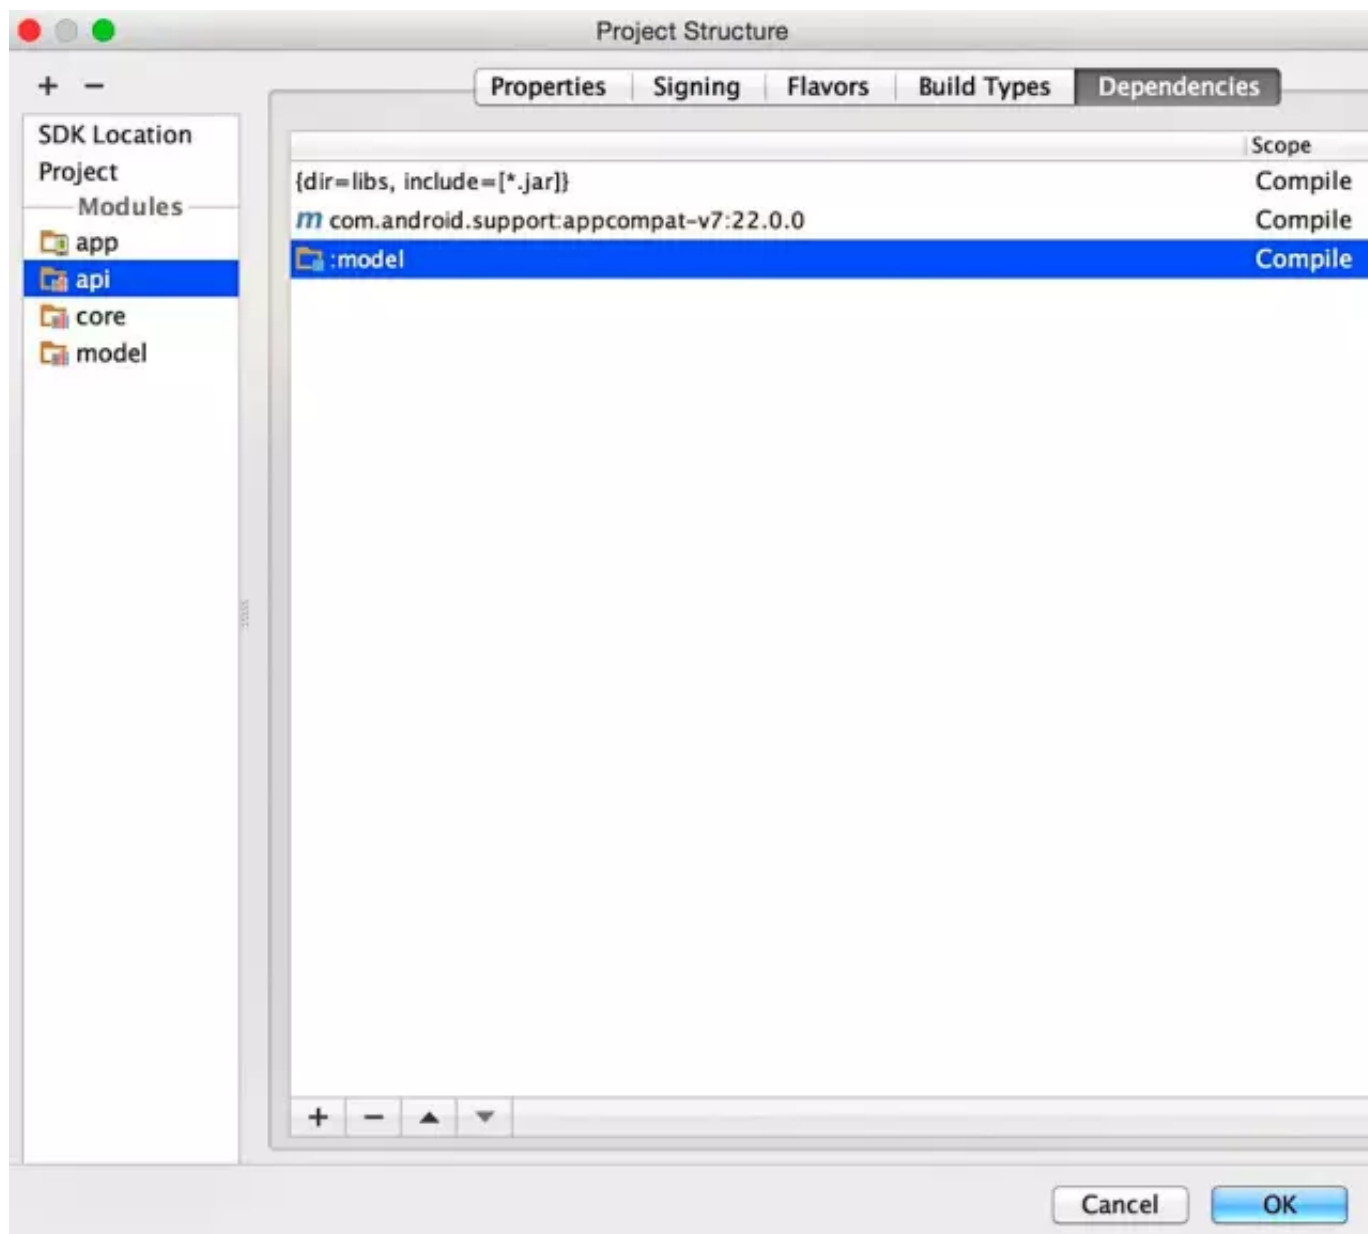 Project Structure
Properties Signing Flavors Build Types Dependencies
SDK Location
Project
Modules
app
api
core
model
Scope
{dir=libs, include=[*.jar]} Compile
m com.android.support:appcompat-v7:22.0.0 Compile
:model Compile
Cancel OK